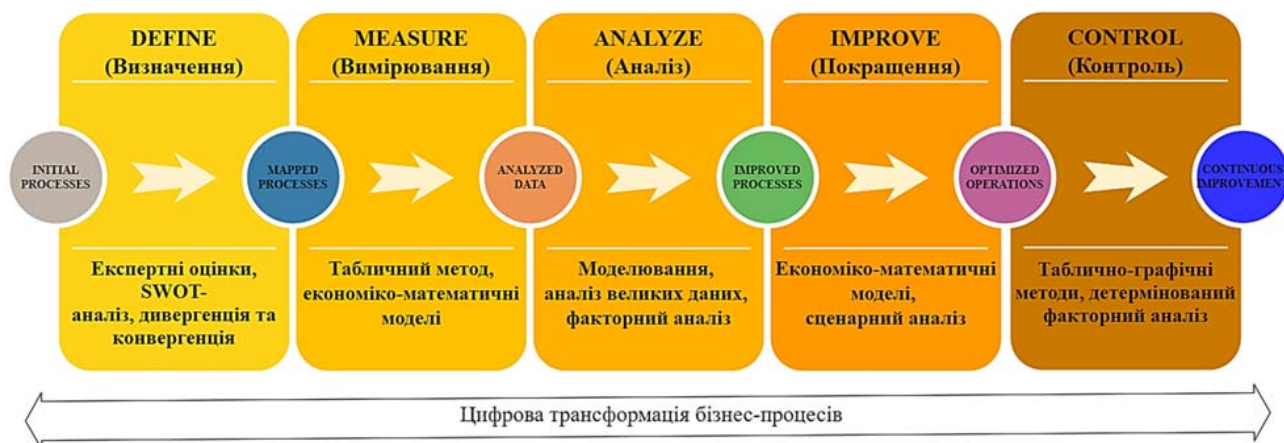 DEFINE
(Визначення)
MEASURE
(Вимірювання)
ANALYZE
(Аналіз)
IMPROVE
(Покращення)
CONTROL
(Контроль)
INITIAL
PROCESSES
MAPPED
PROCESSES
ANALYZED
DATA
IMPROVED
PROCESSES
OPTIMIZED
OPERATIONS
CONTINUOUS
IMPROVEMENT
Експертні оцінки,
SWOT-
аналіз, дивергенція та
конвергенція
Табличний метод,
економіко-математичні
моделі
Моделювання,
аналіз великих даних,
факторний аналіз
Економіко-математичні
моделі,
сценарний аналіз
Таблично-графічні
методи, детермінований
факторний аналіз
Цифрова трансформація бізнес-процесів